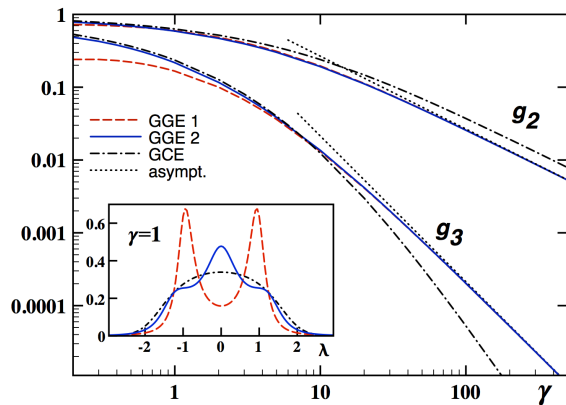 1
0.1
0.01
0.001
0.0001
g2
g3
GGE 1
GGE 2
GCE
asympt.
γ=1
0.6
0.4
0.2
0
-2 -1 0 1 2 λ
1 10 100 γ